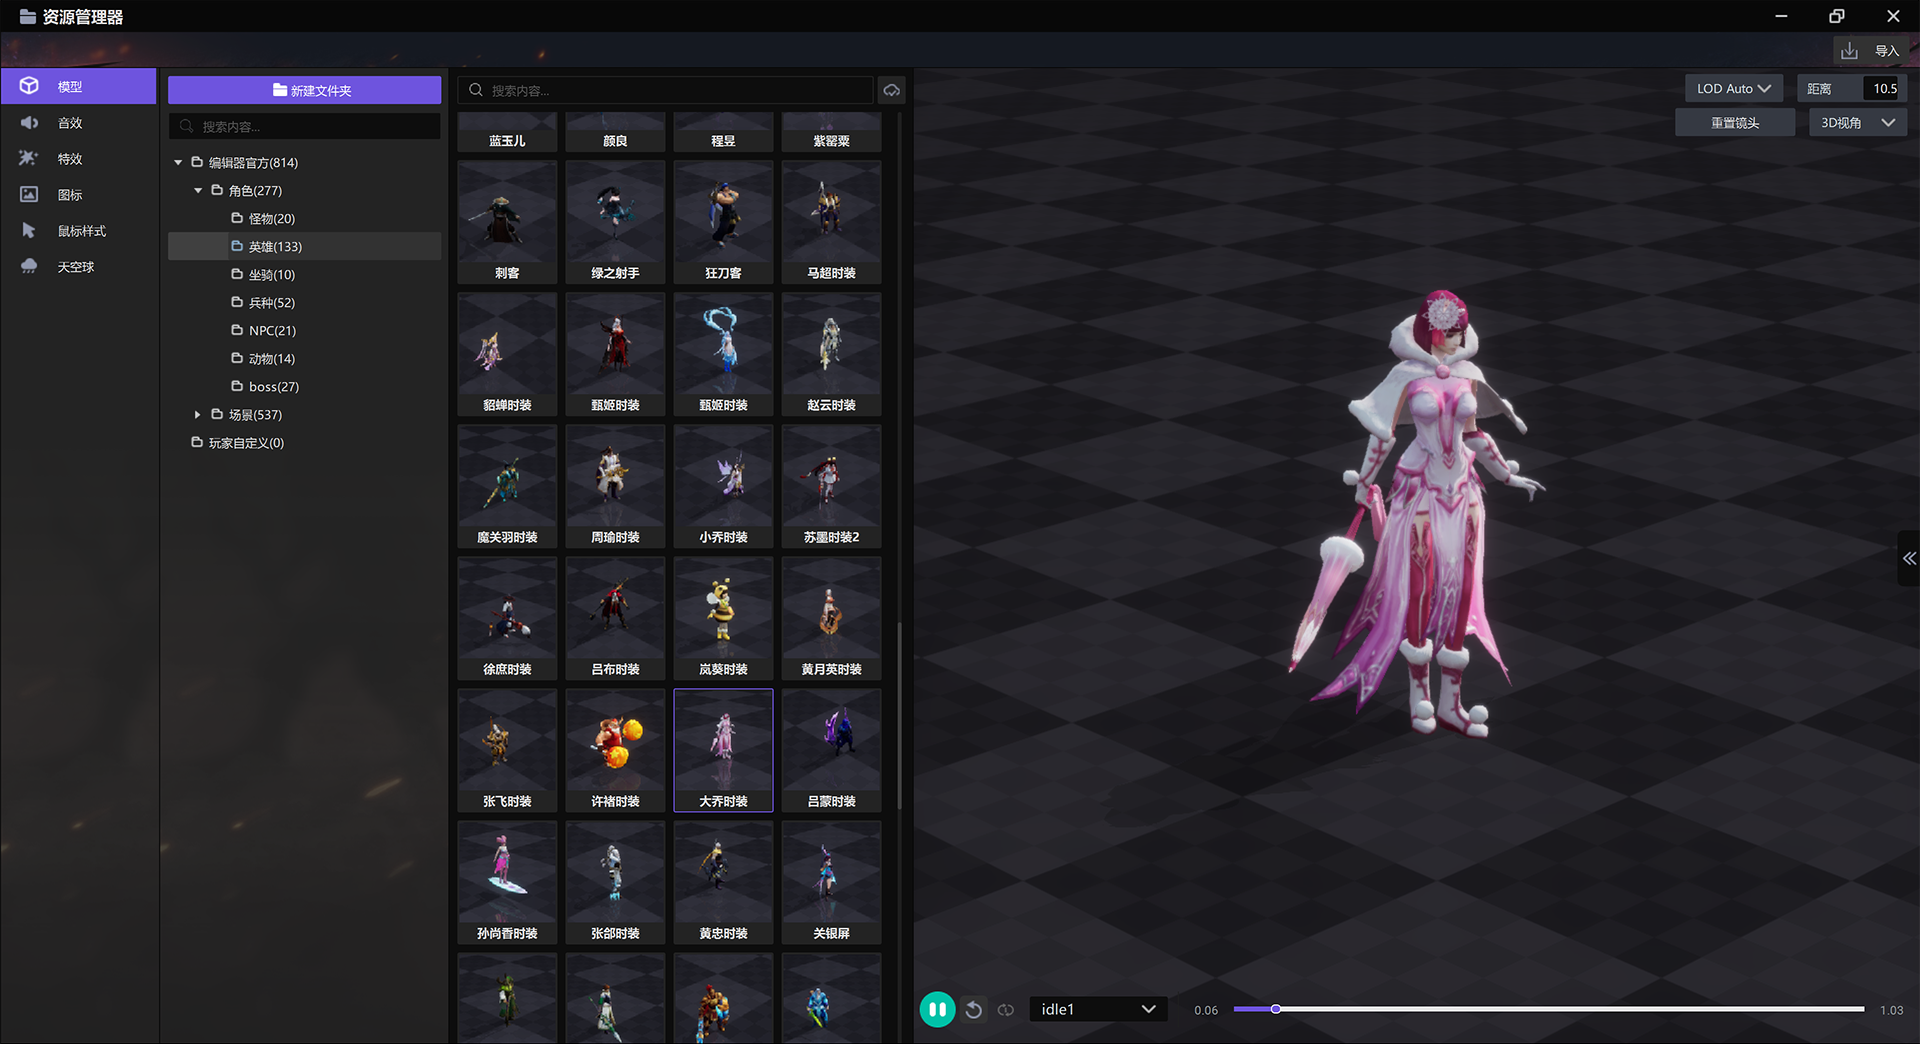 资源管理器
导入
模型
音效
特效
图标
鼠标样式
天空球
新建文件夹
搜索内容...
编辑器官方(814)
角色(277)
怪物(20)
英雄(133)
坐骑(10)
兵种(52)
NPC(21)
动物(14)
boss(27)
场景(537)
玩家自定义(0)
搜索内容...
蓝玉儿 颜良 程昱 紫罂粟
刺客 绿之射手 狂刀客 马超时装
貂蝉时装 甄姬时装 甄姬时装 赵云时装
魔关羽时装 周瑜时装 小乔时装 苏墨时装2
徐庶时装 吕布时装 岚葵时装 黄月英时装
张飞时装 许褚时装 大乔时装 吕蒙时装
孙尚香时装 张郃时装 黄忠时装 关银屏
LOD Auto 距离 10.5
重置镜头 3D视角
idle1 0.06 1.03